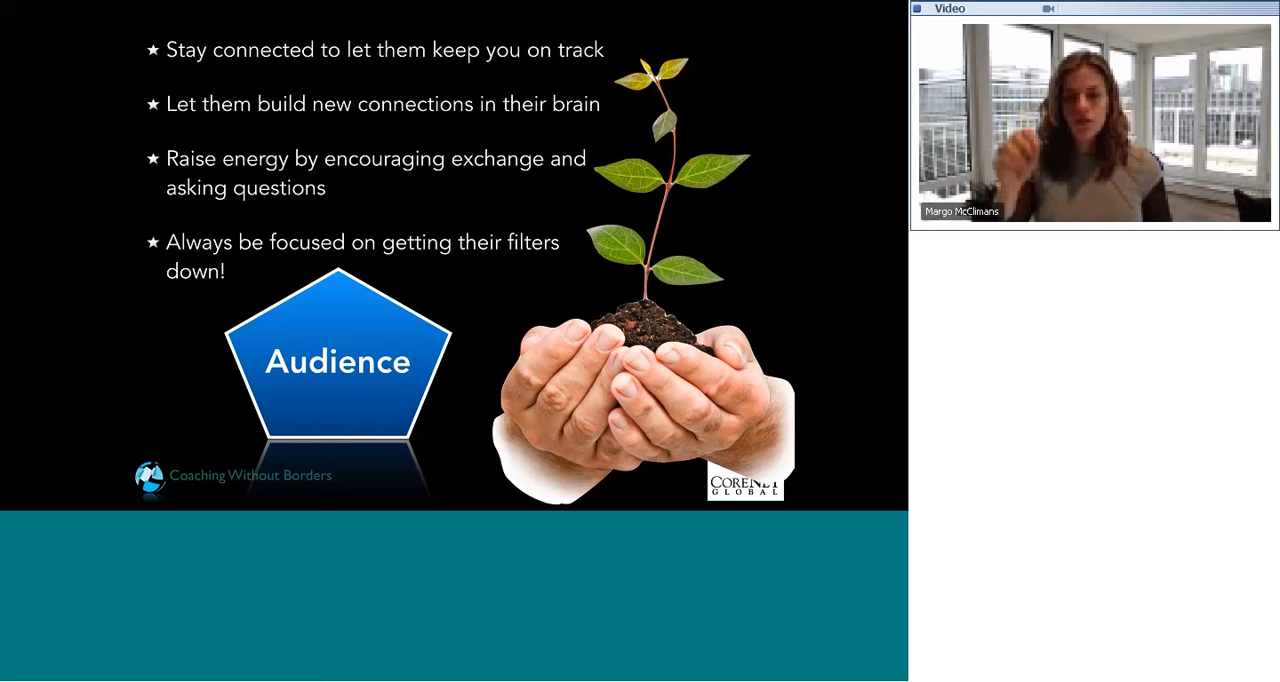 ★ Stay connected to let them keep you on track
★ Let them build new connections in their brain
★ Raise energy by encouraging exchange and
asking questions
★ Always be focused on getting their filters
down!
Audience
Coaching Without Borders
CORENET
GLOBAL
Video
Margo McClimans